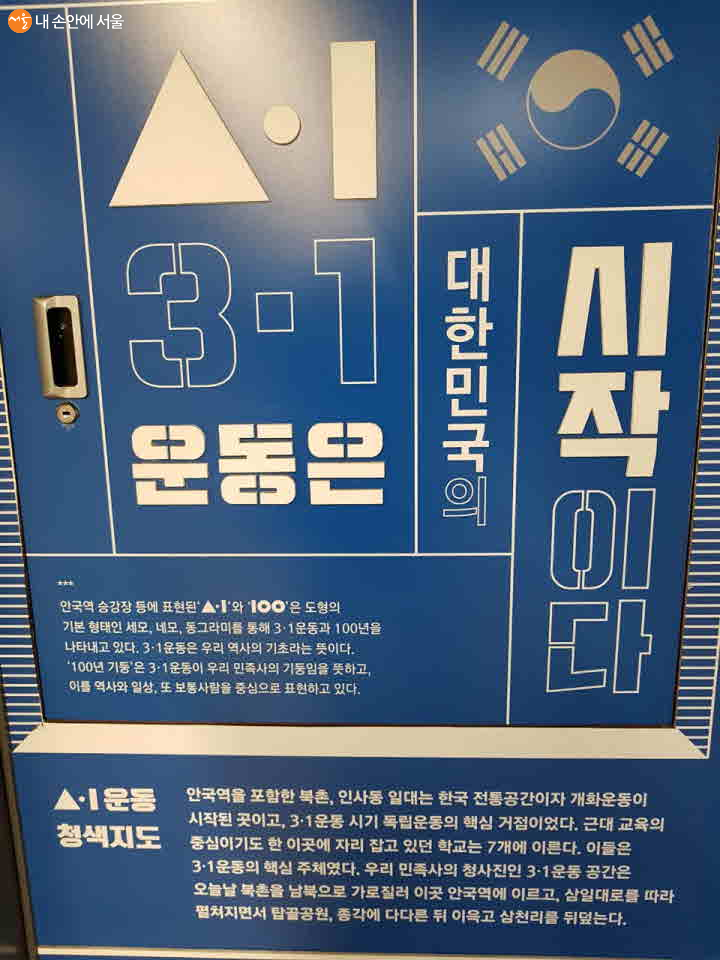 내 손안에 서울
▲·I
3·1
운동은
대한민국의
시작이다
***
안국역 승강장 등에 표현된 '▲·I'와 '100'은 도형의
기본 형태인 세모, 네모, 동그라미를 통해 3·1운동과 100년을
나타내고 있다. 3·1운동은 우리 역사의 기초라는 뜻이다.
'100년 기둥'은 3·1운동이 우리 민족사의 기둥임을 뜻하고,
이를 역사와 일상, 또 보통사람을 중심으로 표현하고 있다.
▲·I 운동
청색지도
안국역을 포함한 북촌, 인사동 일대는 한국 전통공간이자 개화운동이
시작된 곳이고, 3·1운동 시기 독립운동의 핵심 거점이었다. 근대 교육의
중심이기도 한 이곳에 자리 잡고 있던 학교는 7개에 이른다. 이들은
3·1운동의 핵심 주체였다. 우리 민족사의 청사진인 3·1운동 공간은
오늘날 북촌을 남북으로 가로질러 이곳 안국역에 이르고, 삼일대로를 따라
펼쳐지면서 탑골공원, 종각에 다다른 뒤 이윽고 삼천리를 뒤덮는다.